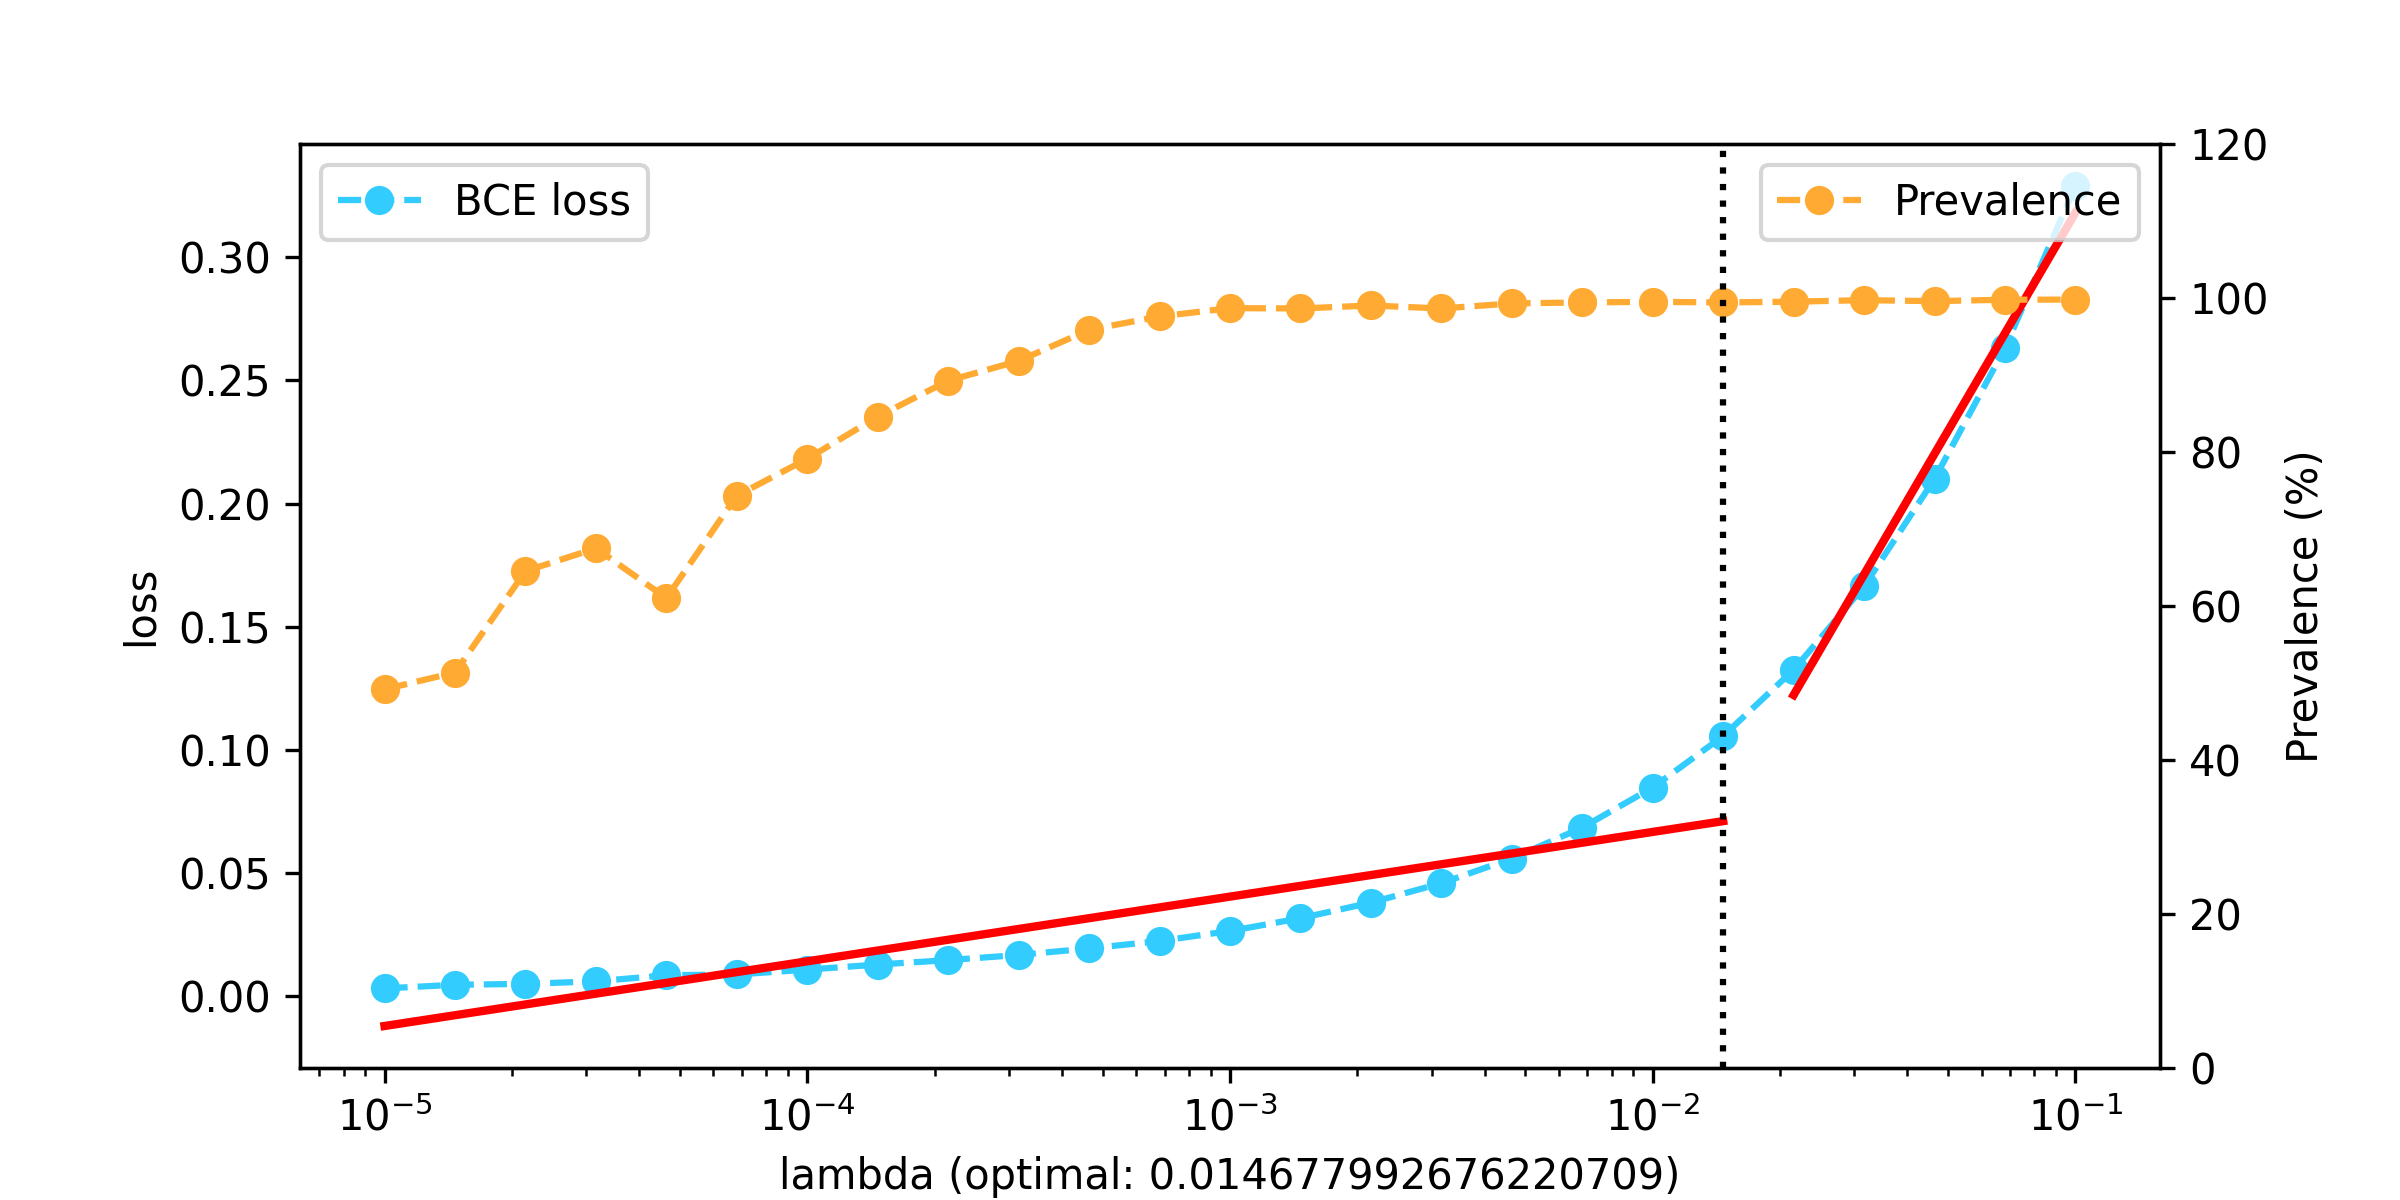 BCE loss
Prevalence
0.30
0.25
0.20
0.15
0.10
0.05
0.00
loss
120
100
80
60
40
20
0
Prevalence (%)
10⁻⁵ 10⁻⁴ 10⁻³ 10⁻² 10⁻¹
lambda (optimal: 0.014677992676220709)